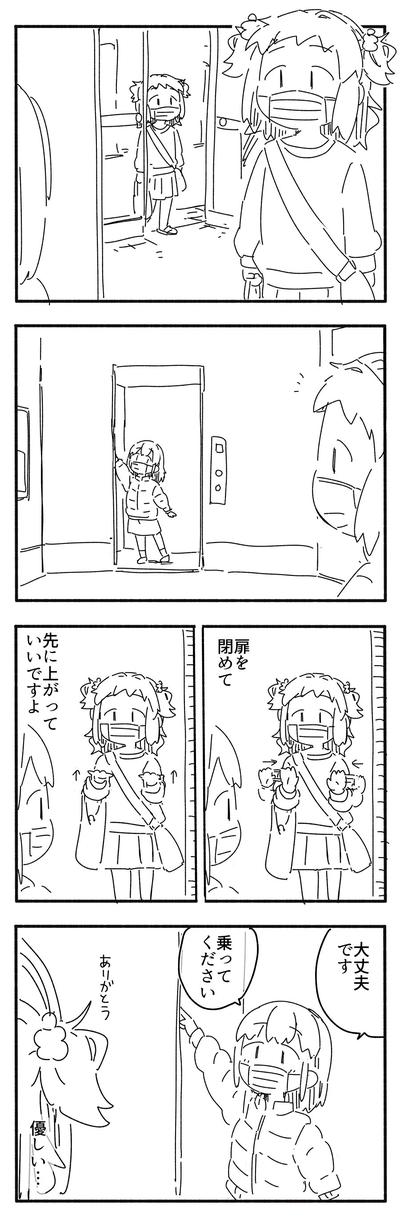 扉を
閉めて
先に上がって
いいですよ
大丈夫
です
乗って
ください
ありがとう
優しい…